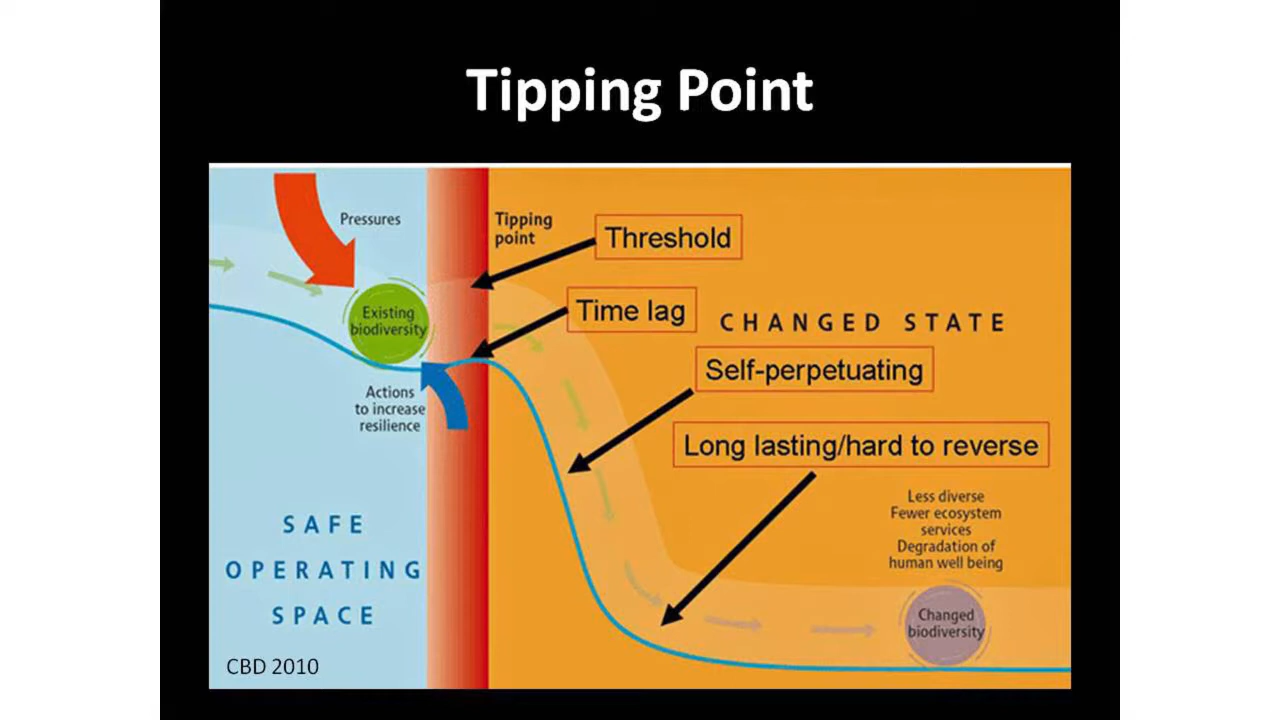 Tipping Point
Pressures
Tipping
point
Threshold
Existing
biodiversity
Time lag
CHANGED STATE
Self-perpetuating
Actions
to increase
resilience
Long lasting/hard to reverse
Less diverse
Fewer ecosystem
services
Degradation of
human well being
SAFE
OPERATING
SPACE
Changed
biodiversity
CBD 2010